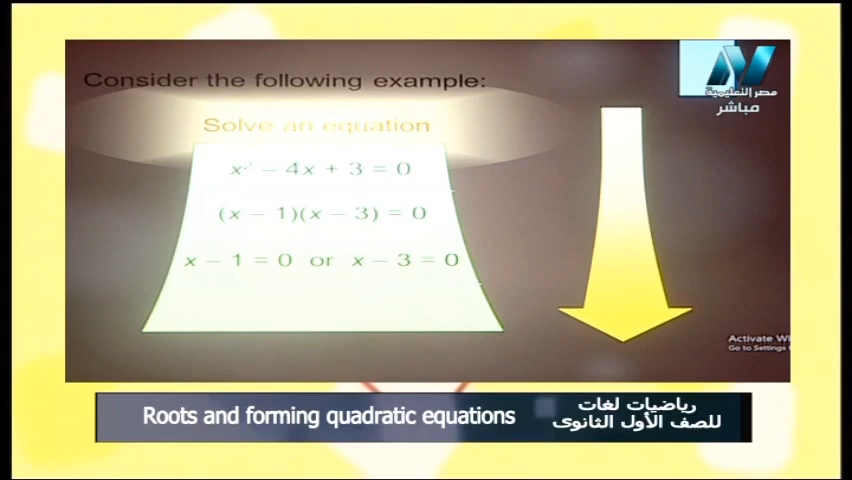 Consider the following example:
Solve an equation
x² − 4x + 3 = 0
(x − 1)(x − 3) = 0
x − 1 = 0 or x − 3 = 0
مصر التعليمية
مباشر
Activate Wi
Go to Settings
Roots and forming quadratic equations
رياضيات لغات
للصف الأول الثانوى